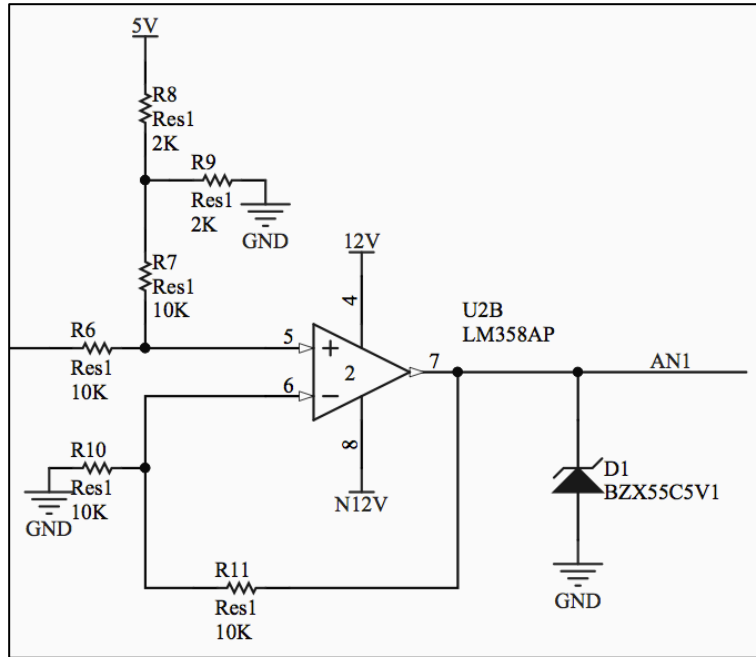 5V
R8
Res1
2K
R9
Res1
2K
GND
R7
Res1
10K
12V
4
U2B
LM358AP
R6
Res1
10K
5
+
2
7
AN1
6
−
R10
Res1
10K
GND
8
N12V
D1
BZX55C5V1
GND
R11
Res1
10K